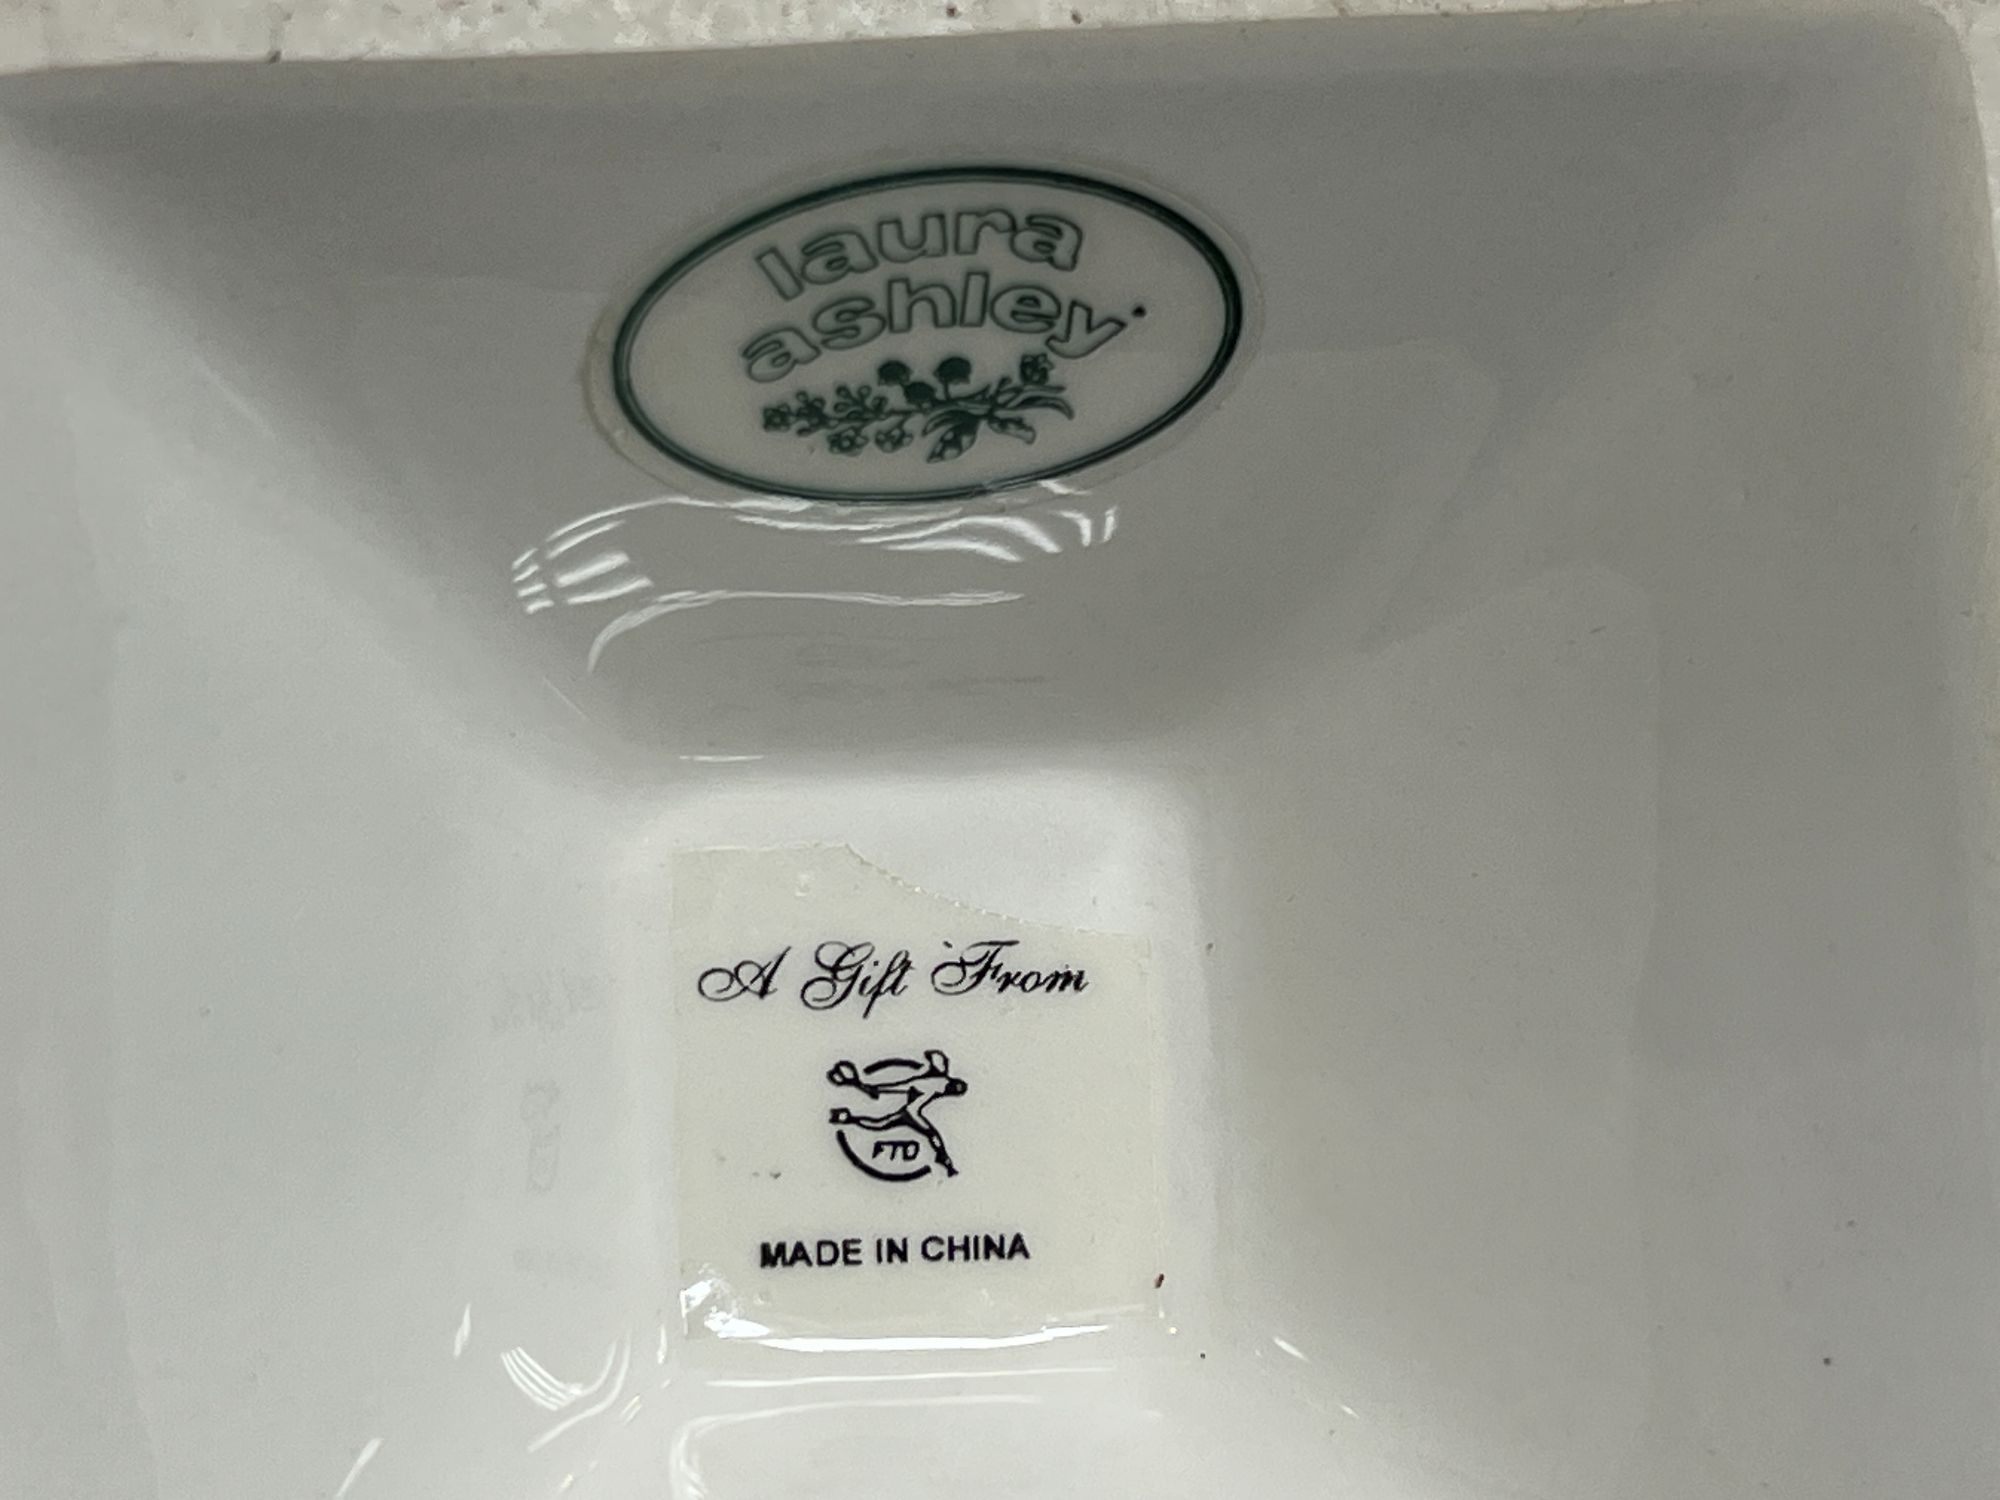 laura
ashley
A Gift From
FTD
MADE IN CHINA